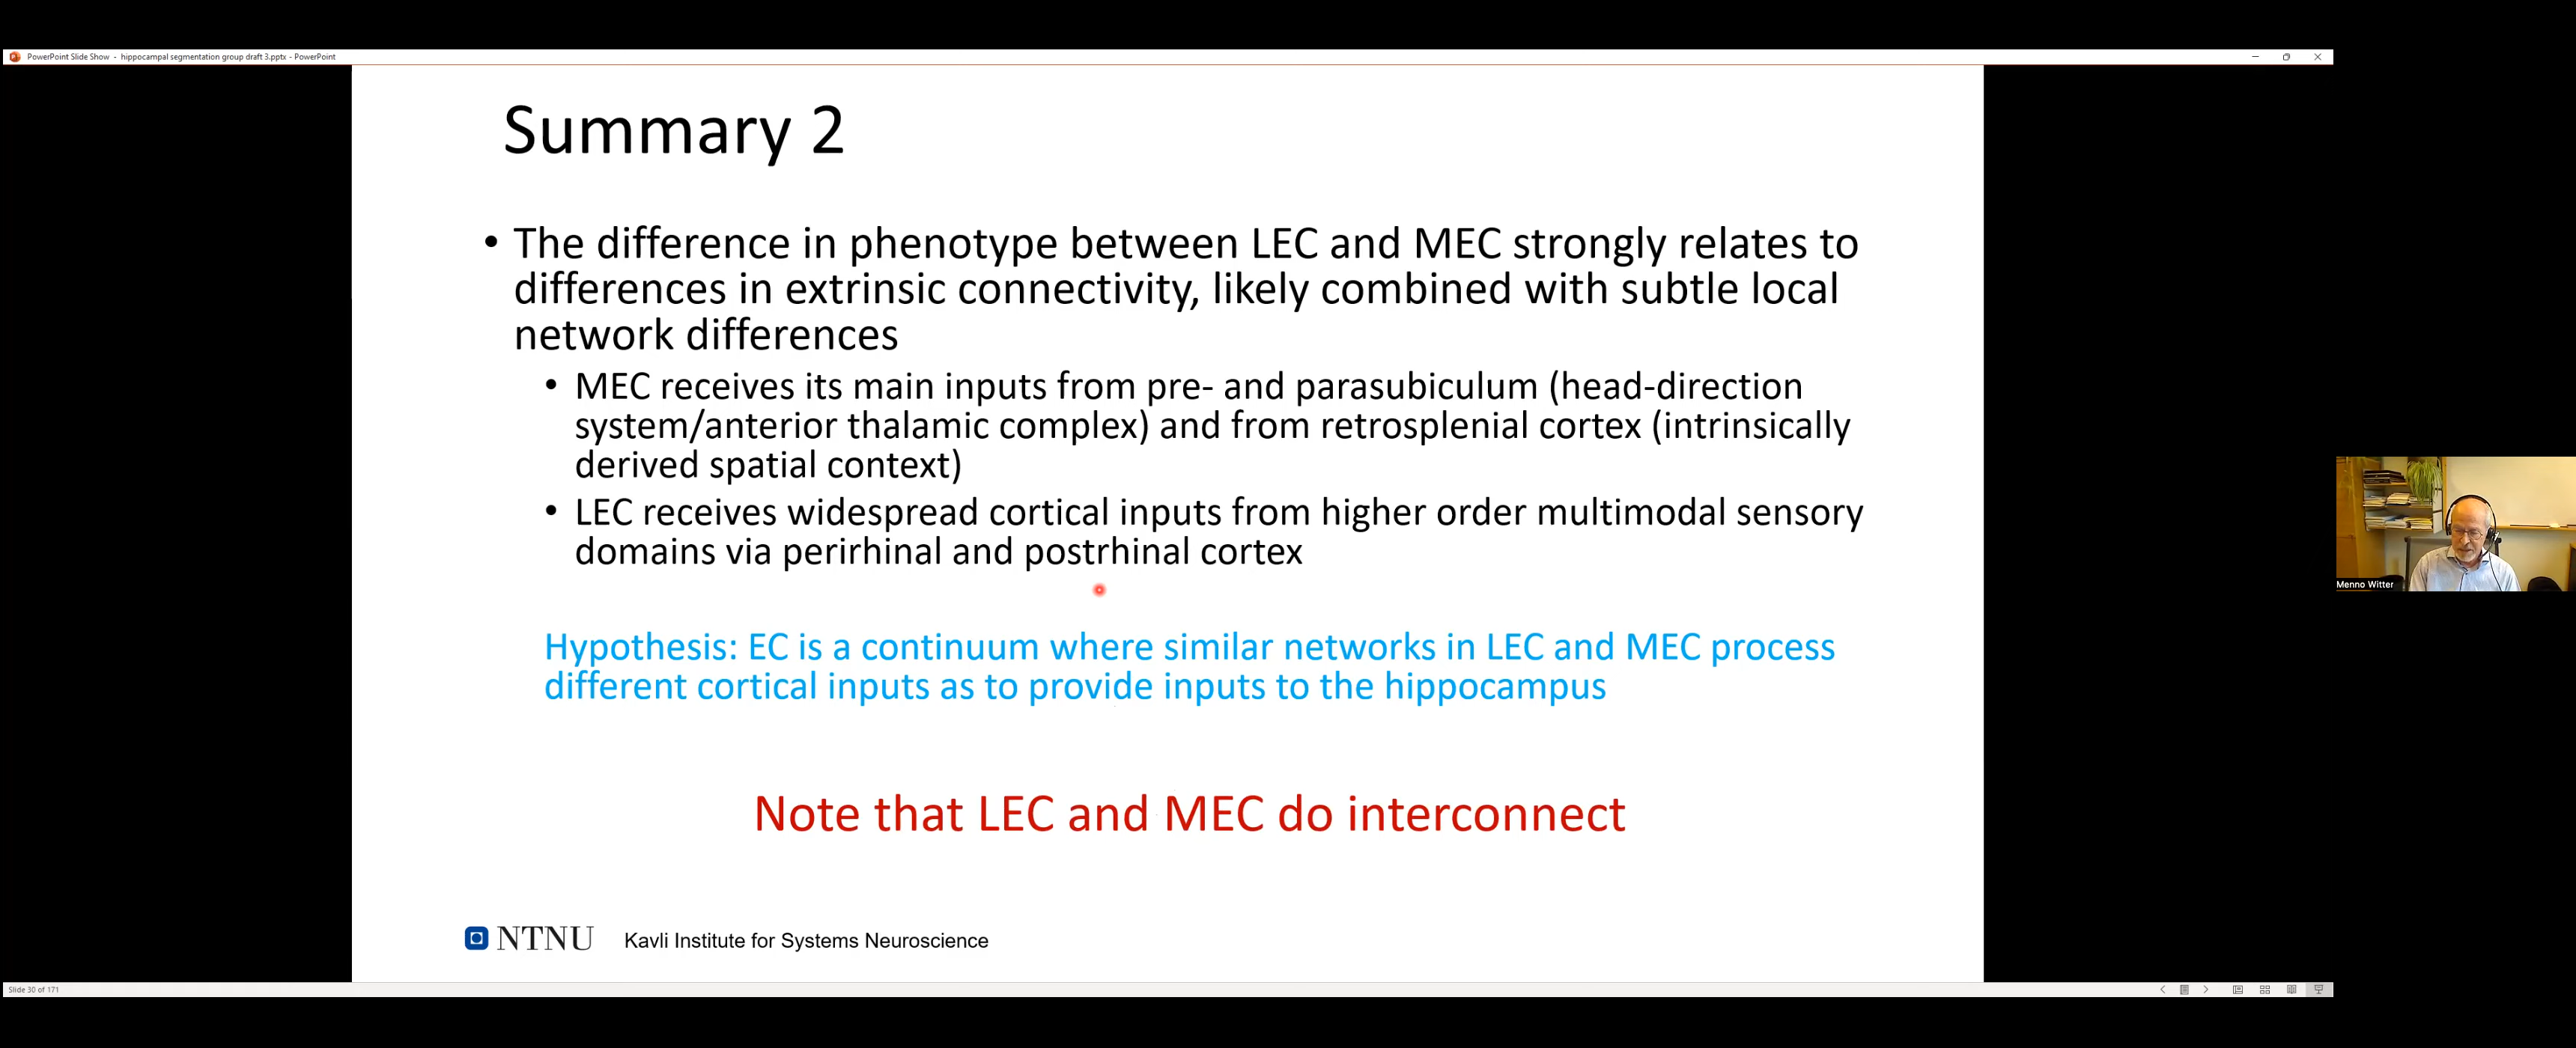 PowerPoint Slide Show - hippocampal segmentation group draft 3.pptx - PowerPoint
Summary 2
• The difference in phenotype between LEC and MEC strongly relates to
differences in extrinsic connectivity, likely combined with subtle local
network differences
• MEC receives its main inputs from pre- and parasubiculum (head-direction
system/anterior thalamic complex) and from retrosplenial cortex (intrinsically
derived spatial context)
• LEC receives widespread cortical inputs from higher order multimodal sensory
domains via perirhinal and postrhinal cortex
Menno Witter
Hypothesis: EC is a continuum where similar networks in LEC and MEC process
different cortical inputs as to provide inputs to the hippocampus
Note that LEC and MEC do interconnect
NTNU Kavli Institute for Systems Neuroscience
Slide 30 of 171